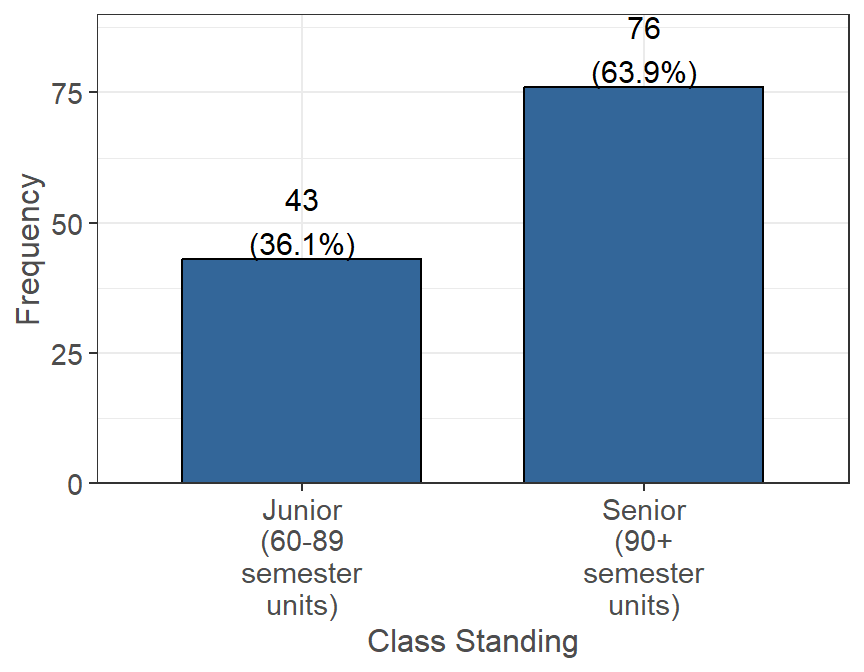 76
(63.9%)
75
43
(36.1%)
50
25
0
Frequency
Junior
(60-89
semester
units)
Senior
(90+
semester
units)
Class Standing